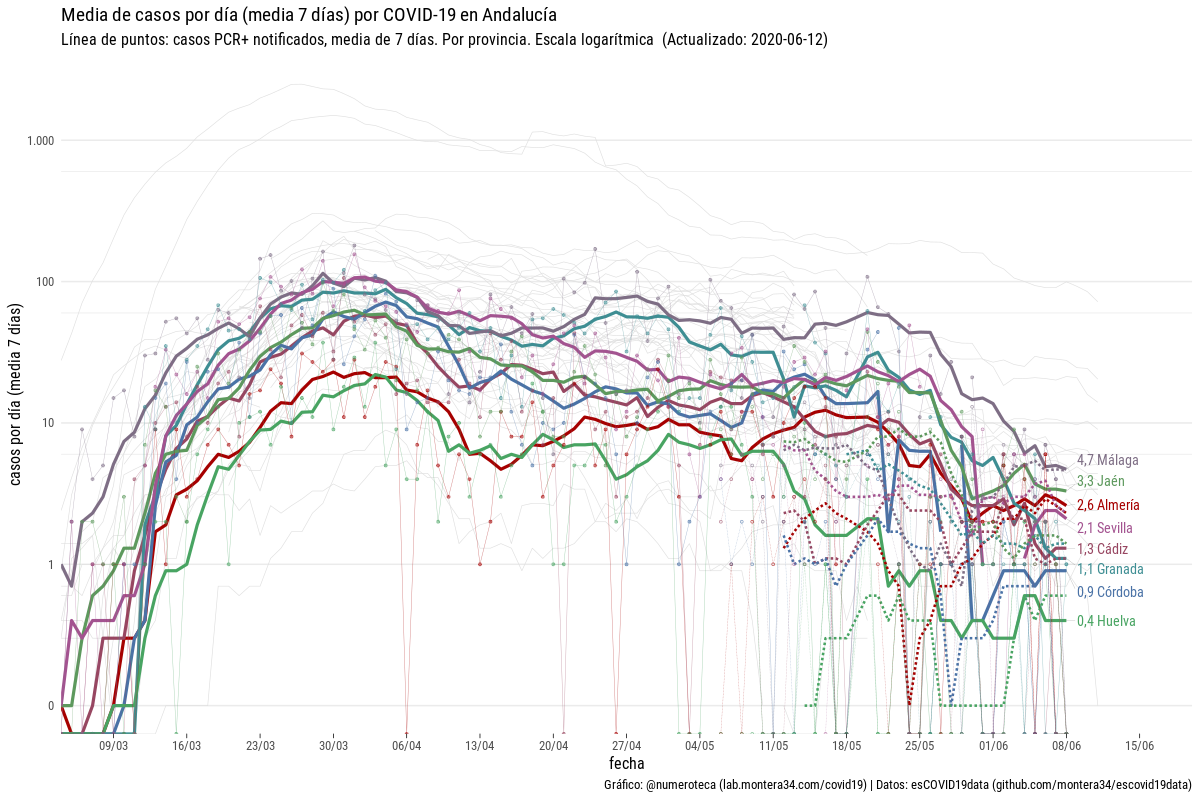 Media de casos por día (media 7 días) por COVID-19 en Andalucía
Línea de puntos: casos PCR+ notificados, media de 7 días. Por provincia. Escala logarítmica (Actualizado: 2020-06-12)
casos por día (media 7 días)
1.000
100
10
1
0
4,7 Málaga
3,3 Jaén
2,6 Almería
2,1 Sevilla
1,3 Cádiz
1,1 Granada
0,9 Córdoba
0,4 Huelva
09/03 16/03 23/03 30/03 06/04 13/04 20/04 27/04 04/05 11/05 18/05 25/05 01/06 08/06 15/06
fecha
Gráfico: @numeroteca (lab.montera34.com/covid19) | Datos: esCOVID19data (github.com/montera34/escovid19data)